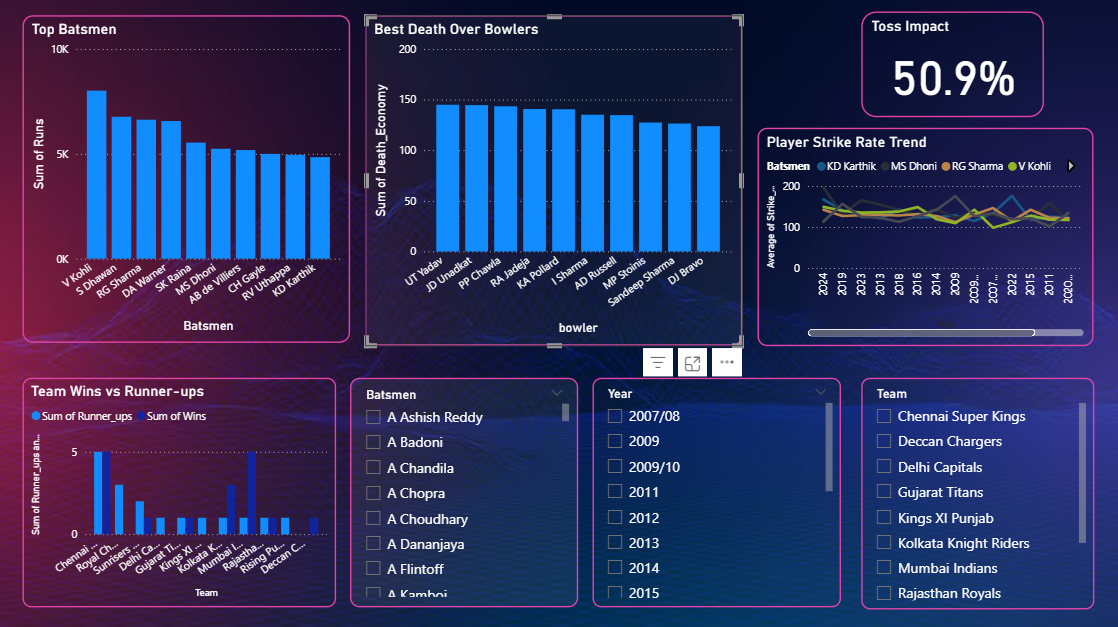 Top Batsmen
10K
5K
0K
Sum of Runs
V Kohli
S Dhawan
RG Sharma
DA Warner
SK Raina
MS Dhoni
AB de Villiers
CH Gayle
RV Uthappa
KD Karthik
Batsmen
Best Death Over Bowlers
200
150
100
50
0
Sum of Death_Economy
UT Yadav
JD Unadkat
PP Chawla
RA Jadeja
KA Pollard
I Sharma
AD Russell
MP Stoinis
Sandeep Sharma
DJ Bravo
bowler
Toss Impact
50.9%
Player Strike Rate Trend
Batsmen KD Karthik MS Dhoni RG Sharma V Kohli
200
100
0
Average of Strike_...
2024
2019
2023
2013
2018
2016
2014
2009
2009...
2007...
2022
2015
2011
2020...
Team Wins vs Runner-ups
Sum of Runner_ups Sum of Wins
5
0
Sum of Runner_ups an...
Chennai ...
Royal Ch...
Sunrisers ...
Delhi Ca...
Gujarat Ti...
Kings XI ...
Kolkata K...
Mumbai I...
Rajastha...
Rising Pu...
Deccan C...
Team
Batsmen
A Ashish Reddy
A Badoni
A Chandila
A Chopra
A Choudhary
A Dananjaya
A Flintoff
A Kamboj
Year
2007/08
2009
2009/10
2011
2012
2013
2014
2015
Team
Chennai Super Kings
Deccan Chargers
Delhi Capitals
Gujarat Titans
Kings XI Punjab
Kolkata Knight Riders
Mumbai Indians
Rajasthan Royals